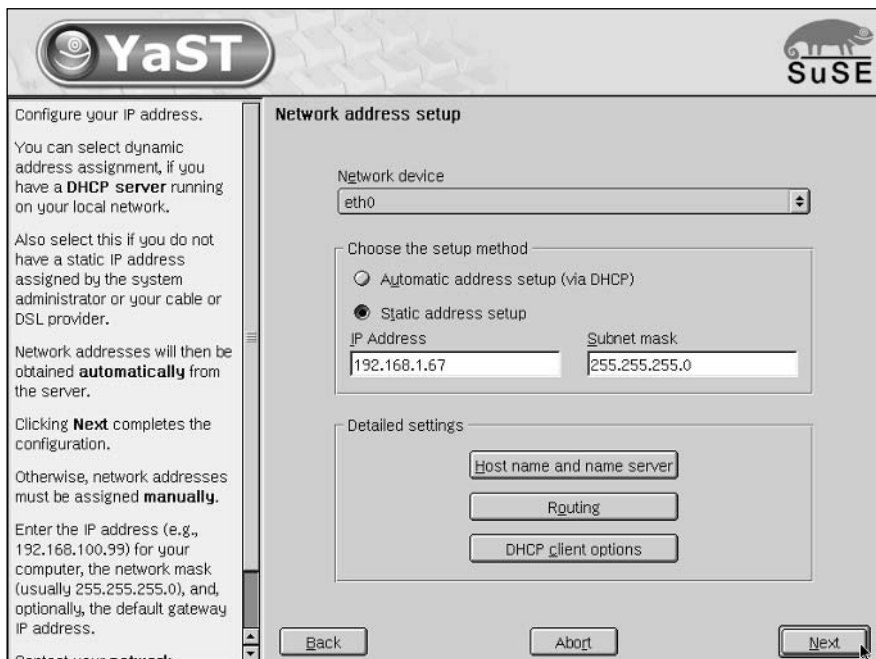 YaST
SuSE
Configure your IP address.
You can select dynamic
address assignment, if you
have a DHCP server running
on your local network.
Also select this if you do not
have a static IP address
assigned by the system
administrator or your cable or
DSL provider.
Network addresses will then be
obtained automatically from
the server.
Clicking Next completes the
configuration.
Otherwise, network addresses
must be assigned manually.
Enter the IP address (e.g.,
192.168.100.99) for your
computer, the network mask
(usually 255.255.255.0), and,
optionally, the default gateway
IP address.
Contact your network
Network address setup
Network device
eth0
Choose the setup method
Automatic address setup (via DHCP)
Static address setup
IP Address
Subnet mask
192.168.1.67
255.255.255.0
Detailed settings
Host name and name server
Routing
DHCP client options
Back
Abort
Next